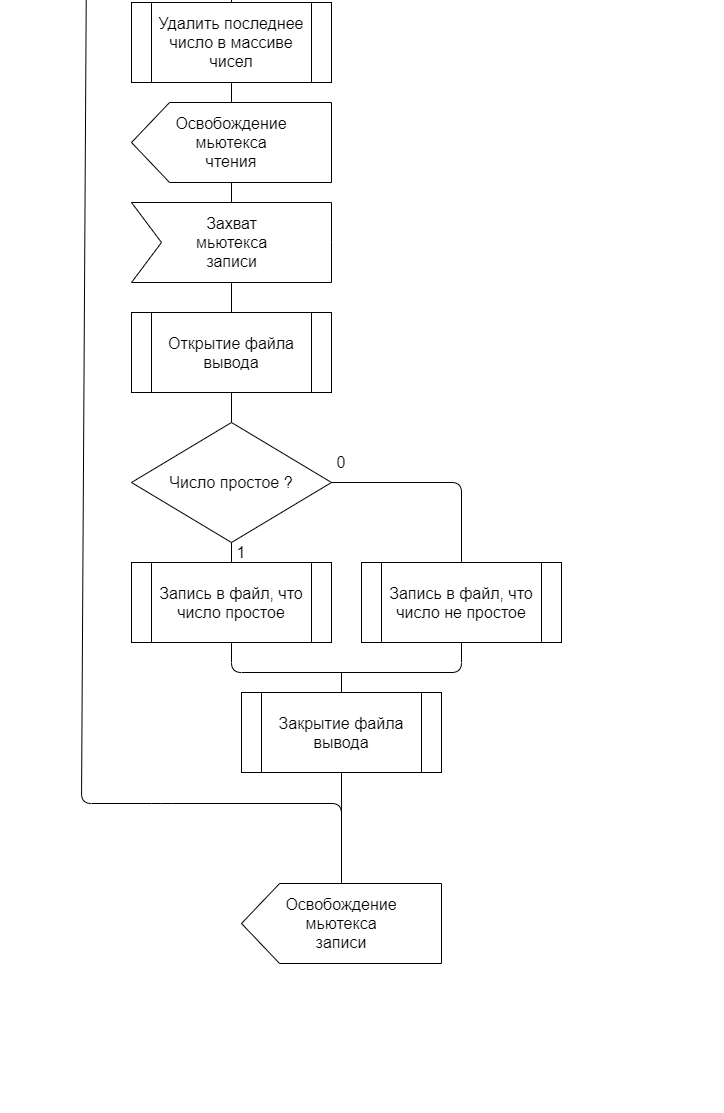 Удалить последнее
число в массиве
чисел
Освобождение
мьютекса
чтения
Захват
мьютекса
записи
Открытие файла
вывода
Число простое ?
0
1
Запись в файл, что
число простое
Запись в файл, что
число не простое
Закрытие файла
вывода
Освобождение
мьютекса
записи